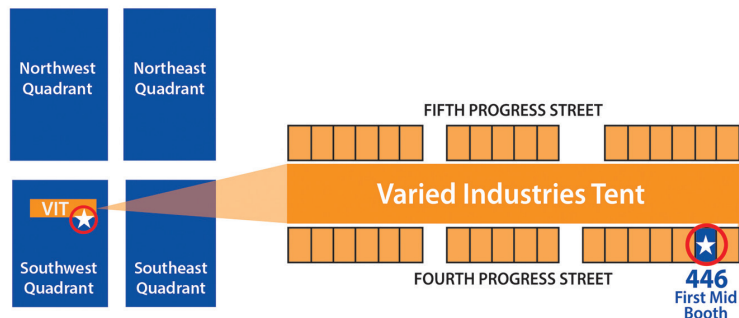 Northwest
Quadrant
Northeast
Quadrant
FIFTH PROGRESS STREET
Varied Industries Tent
VIT
Southwest
Quadrant
Southeast
Quadrant
FOURTH PROGRESS STREET
446
First Mid
Booth